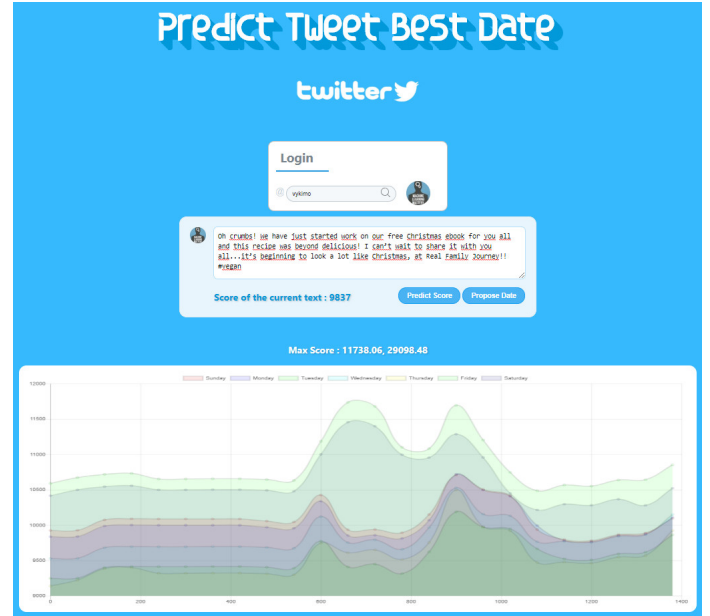 Predict Tweet Best Date
twitter
Login
vykimo
Oh crumbs! we have just started work on our free Christmas ebook for you all
and this recipe was beyond delicious! I can't wait to share it with you
all...it's beginning to look a lot like Christmas, at Real Family Journey!!
#vegan
Score of the current text : 9837
Predict Score
Propose Date
Max Score : 11738.06, 29098.48
Sunday Monday Tuesday Wednesday Thursday Friday Saturday
12000
11500
11000
10500
10000
9500
9000
0 200 400 600 800 1000 1200 1400